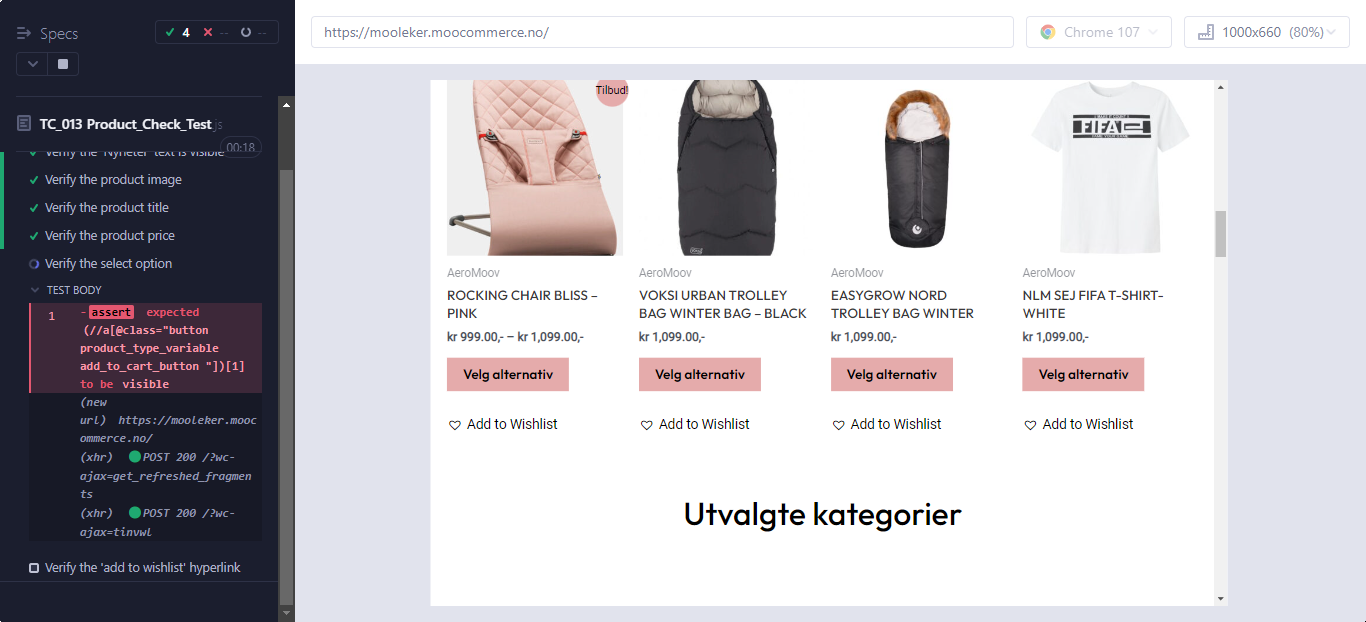 Specs
4
--
--
https://mooleker.moocommerce.no/
Chrome 107
1000x660 (80%)
TC_013 Product_Check_Test.js
00:18
Verify the 'Nyheter' text is visible
Verify the product image
Verify the product title
Verify the product price
Verify the select option
TEST BODY
1
-assert expected
(//a[@class="button
product_type_variable
add_to_cart_button "])[1]
to be visible
(new
url) https://mooleker.mooc
ommerce.no/
(xhr) POST 200 /?wc-
ajax=get_refreshed_fragmen
ts
(xhr) POST 200 /?wc-
ajax=tinvwl
Verify the 'add to wishlist' hyperlink
Tilbud!
FIFA
AeroMoov
ROCKING CHAIR BLISS –
PINK
kr 999.00,- – kr 1,099.00,-
Velg alternativ
Add to Wishlist
AeroMoov
VOKSI URBAN TROLLEY
BAG WINTER BAG – BLACK
kr 1,099.00,-
Velg alternativ
Add to Wishlist
AeroMoov
EASYGROW NORD
TROLLEY BAG WINTER
kr 1,099.00,-
Velg alternativ
Add to Wishlist
AeroMoov
NLM SEJ FIFA T-SHIRT-
WHITE
kr 1,099.00,-
Velg alternativ
Add to Wishlist
Utvalgte kategorier